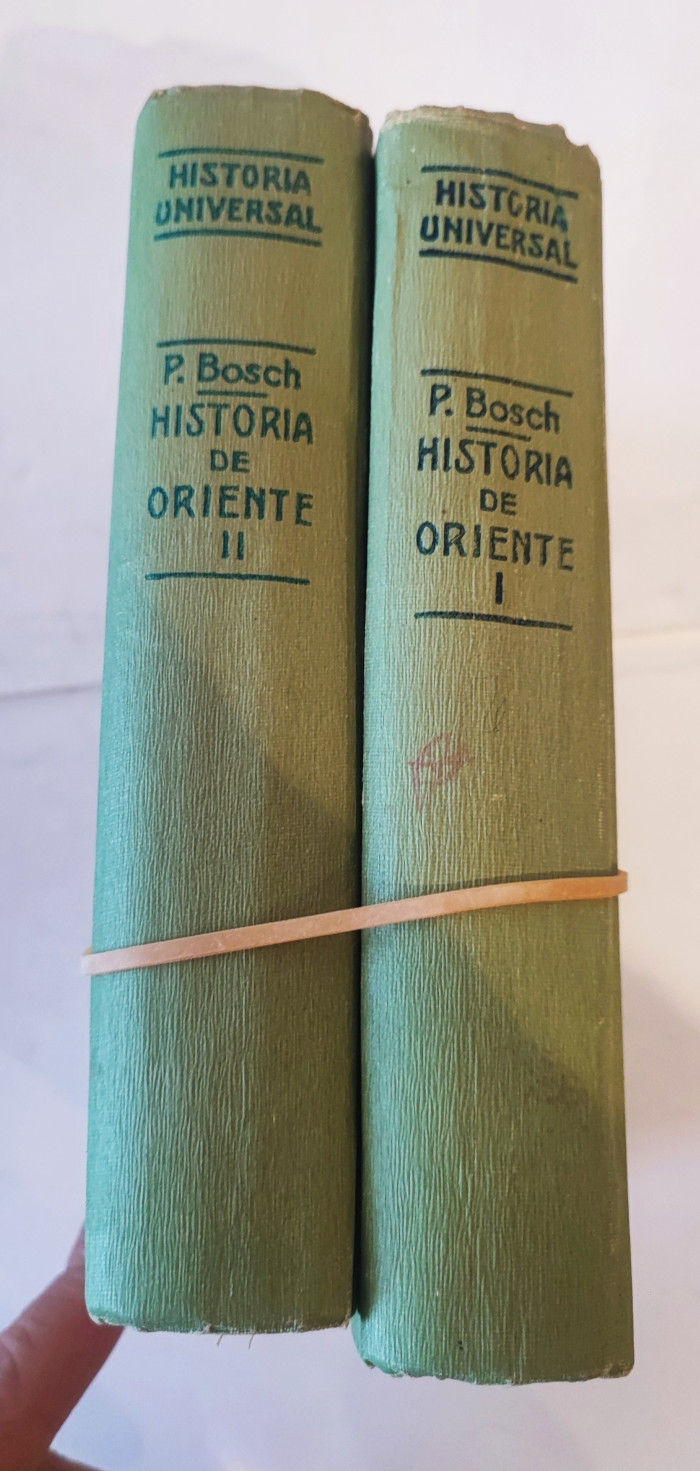 HISTORIA
UNIVERSAL
P. Bosch
HISTORIA
DE
ORIENTE
II
HISTORIA
UNIVERSAL
P. Bosch
HISTORIA
DE
ORIENTE
I